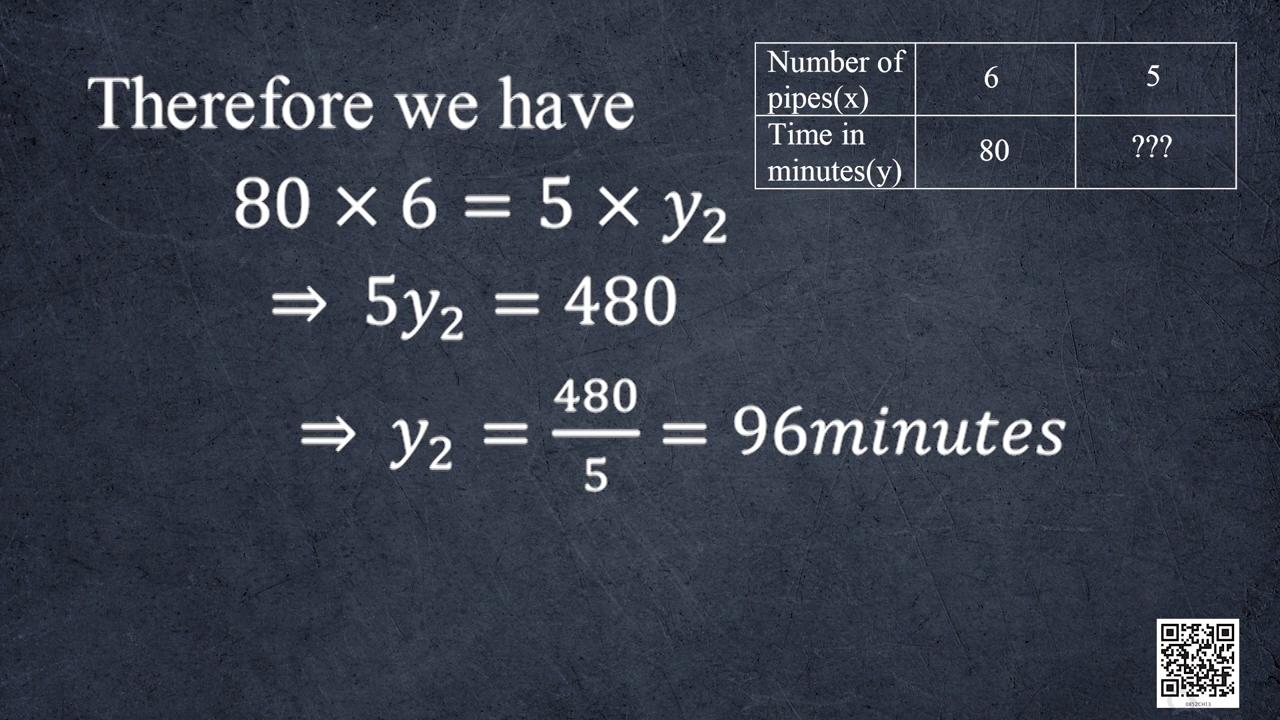 Therefore we have
80 × 6 = 5 × y₂
⇒ 5y₂ = 480
⇒ y₂ = 480/5 = 96minutes
Number of pipes(x) 6 5
Time in minutes(y) 80 ???
0852CH13